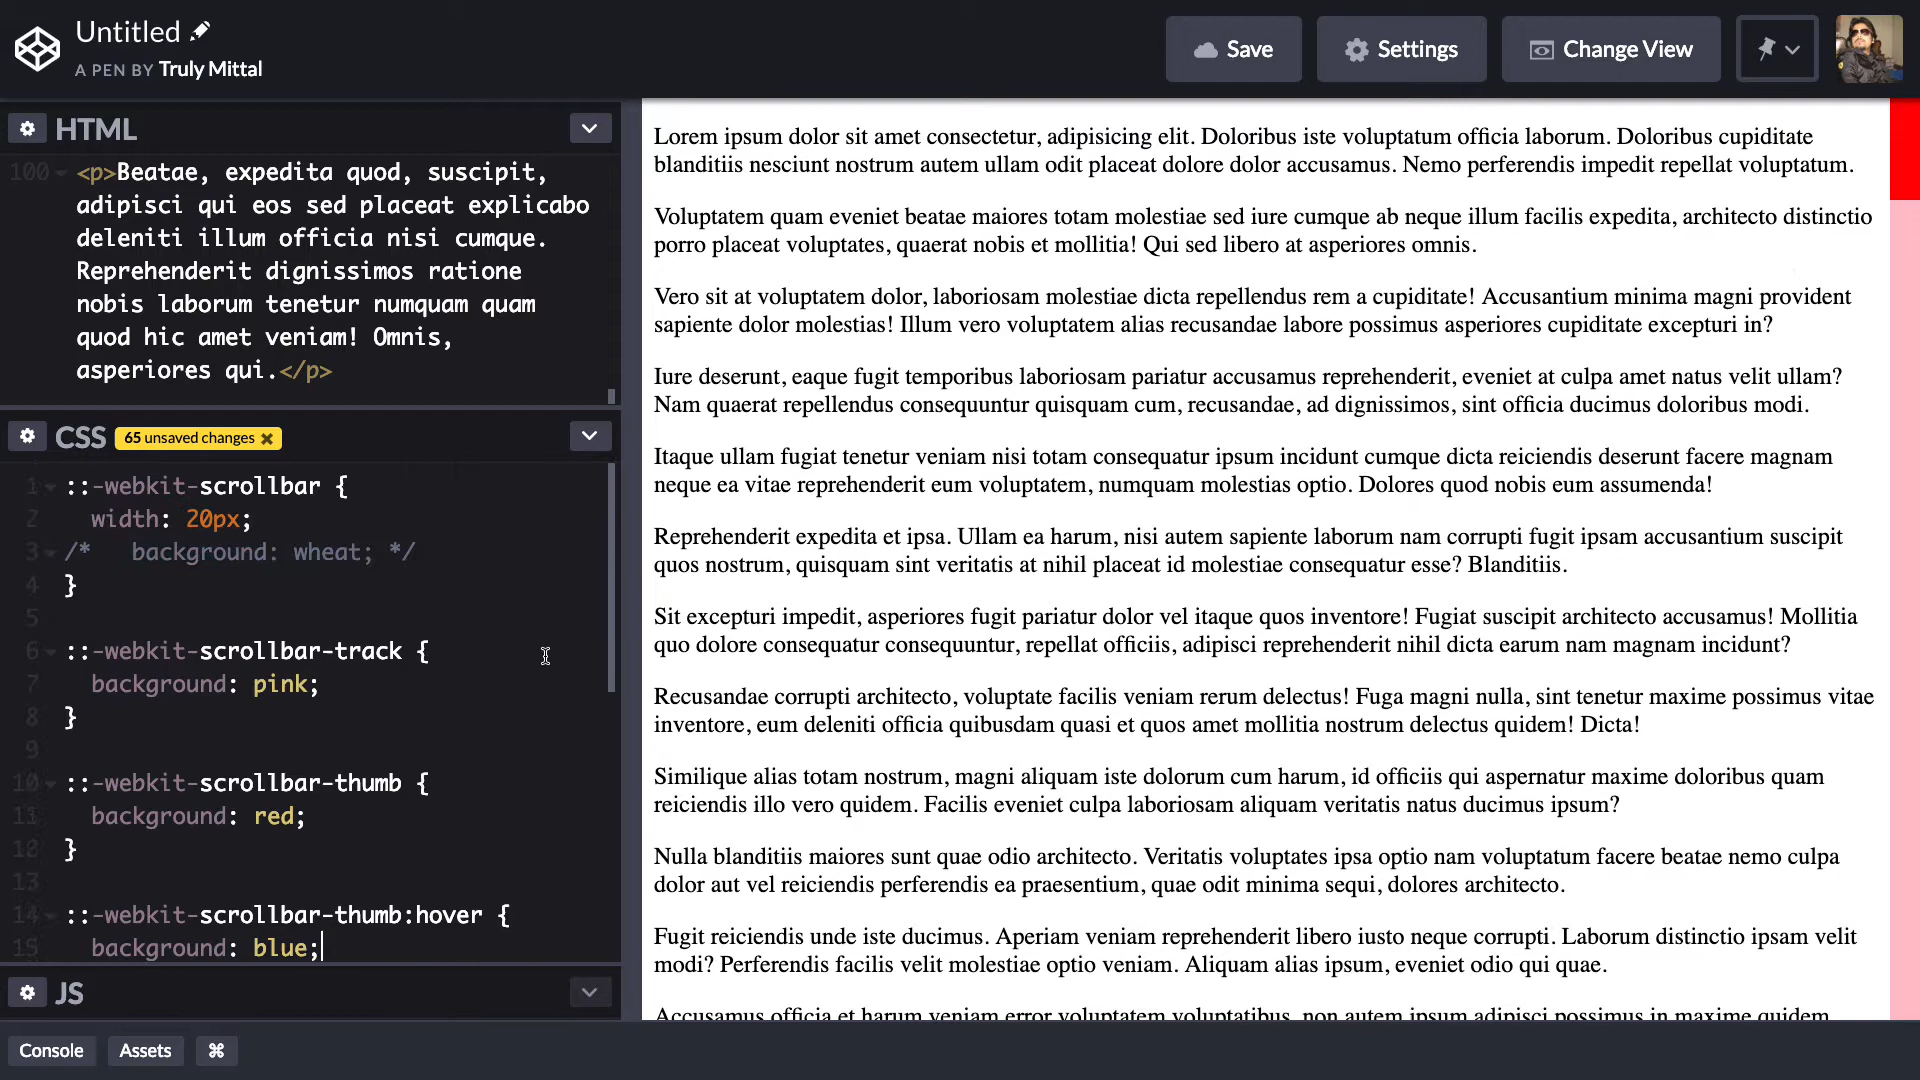 Untitled
A PEN BY Truly Mittal
Save
Settings
Change View
HTML
100 <p>Beatae, expedita quod, suscipit,
adipisci qui eos sed placeat explicabo
deleniti illum officia nisi cumque.
Reprehenderit dignissimos ratione
nobis laborum tenetur numquam quam
quod hic amet veniam! Omnis,
asperiores qui.</p>
CSS 65 unsaved changes ×
1 ::-webkit-scrollbar {
2 width: 20px;
3 /* background: wheat; */
4 }
5
6 ::-webkit-scrollbar-track {
7 background: pink;
8 }
9
10 ::-webkit-scrollbar-thumb {
11 background: red;
12 }
13
14 ::-webkit-scrollbar-thumb:hover {
15 background: blue;
JS
Console Assets ⌘
Lorem ipsum dolor sit amet consectetur, adipisicing elit. Doloribus iste voluptatum officia laborum. Doloribus cupiditate
blanditiis nesciunt nostrum autem ullam odit placeat dolore dolor accusamus. Nemo perferendis impedit repellat voluptatum.
Voluptatem quam eveniet beatae maiores totam molestiae sed iure cumque ab neque illum facilis expedita, architecto distinctio
porro placeat voluptates, quaerat nobis et mollitia! Qui sed libero at asperiores omnis.
Vero sit at voluptatem dolor, laboriosam molestiae dicta repellendus rem a cupiditate! Accusantium minima magni provident
sapiente dolor molestias! Illum vero voluptatem alias recusandae labore possimus asperiores cupiditate excepturi in?
Iure deserunt, eaque fugit temporibus laboriosam pariatur accusamus reprehenderit, eveniet at culpa amet natus velit ullam?
Nam quaerat repellendus consequuntur quisquam cum, recusandae, ad dignissimos, sint officia ducimus doloribus modi.
Itaque ullam fugiat tenetur veniam nisi totam consequatur ipsum incidunt cumque dicta reiciendis deserunt facere magnam
neque ea vitae reprehenderit eum voluptatem, numquam molestias optio. Dolores quod nobis eum assumenda!
Reprehenderit expedita et ipsa. Ullam ea harum, nisi autem sapiente laborum nam corrupti fugit ipsam accusantium suscipit
quos nostrum, quisquam sint veritatis at nihil placeat id molestiae consequatur esse? Blanditiis.
Sit excepturi impedit, asperiores fugit pariatur dolor vel itaque quos inventore! Fugiat suscipit architecto accusamus! Mollitia
quo dolore consequatur consequuntur, repellat officiis, adipisci reprehenderit nihil dicta earum nam magnam incidunt?
Recusandae corrupti architecto, voluptate facilis veniam rerum delectus! Fuga magni nulla, sint tenetur maxime possimus vitae
inventore, eum deleniti officia quibusdam quasi et quos amet mollitia nostrum delectus quidem! Dicta!
Similique alias totam nostrum, magni aliquam iste dolorum cum harum, id officiis qui aspernatur maxime doloribus quam
reiciendis illo vero quidem. Facilis eveniet culpa laboriosam aliquam veritatis natus ducimus ipsum?
Nulla blanditiis maiores sunt quae odio architecto. Veritatis voluptates ipsa optio nam voluptatum facere beatae nemo culpa
dolor aut vel reiciendis perferendis ea praesentium, quae odit minima sequi, dolores architecto.
Fugit reiciendis unde iste ducimus. Aperiam veniam reprehenderit libero iusto neque corrupti. Laborum distinctio ipsam velit
modi? Perferendis facilis velit molestiae optio veniam. Aliquam alias ipsum, eveniet odio qui quae.
Accusamus officia et harum veniam error voluptatem voluptatibus, non autem ipsum adipisci possimus in maxime quidem